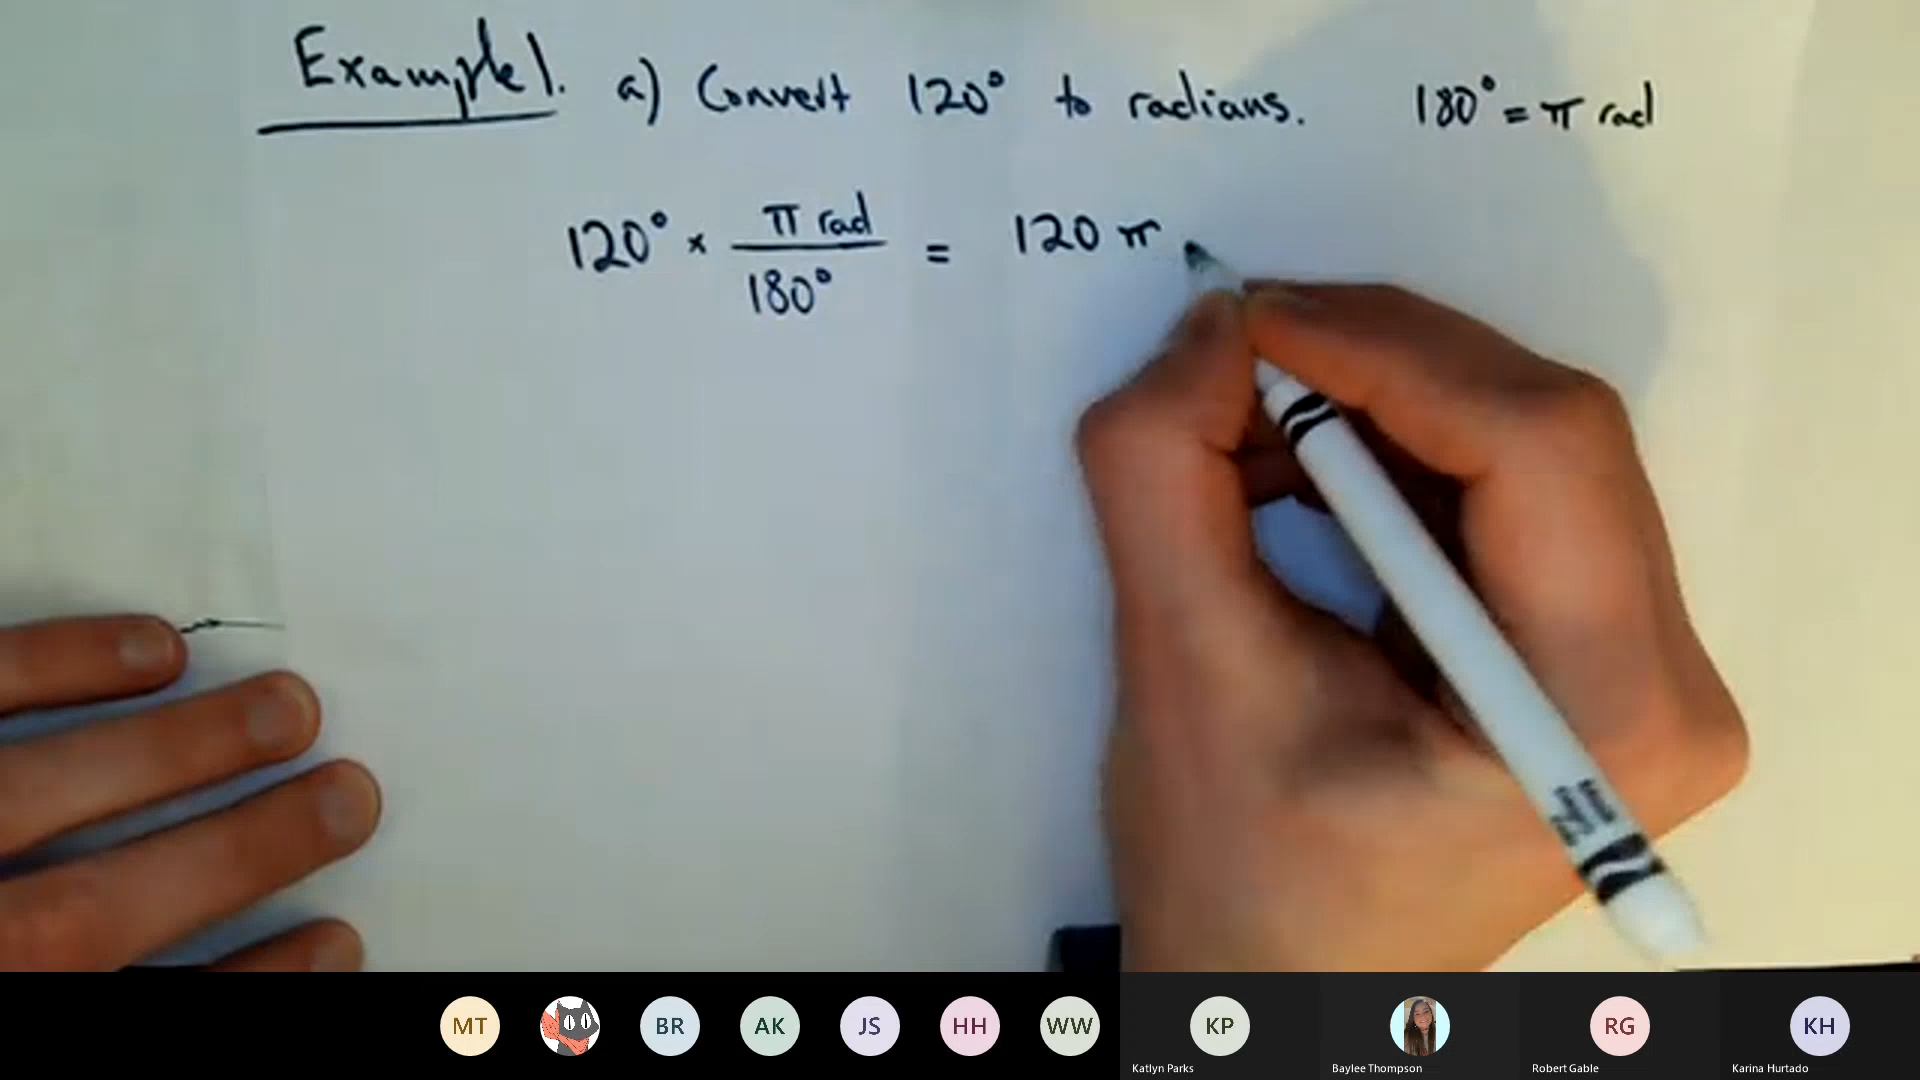 Example 1. a) Convert 120° to radians. 180° = π rad
120° × π rad / 180° = 120 π
MT BR AK JS HH WW KP RG KH
Katlyn Parks Baylee Thompson Robert Gable Karina Hurtado